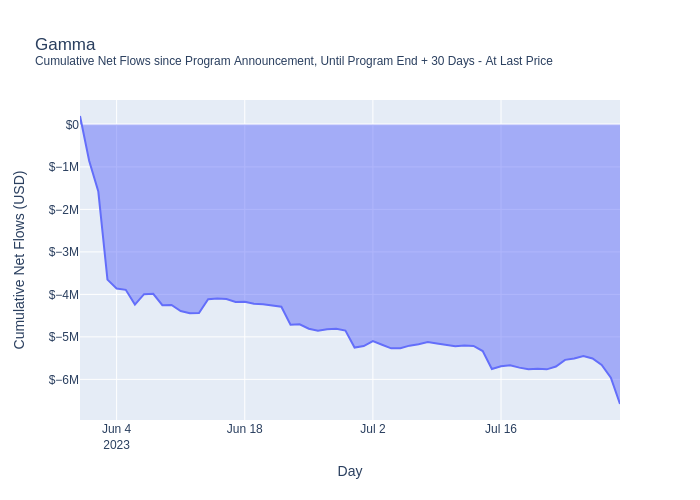 Gamma
Cumulative Net Flows since Program Announcement, Until Program End + 30 Days - At Last Price
Cumulative Net Flows (USD)
$0
$−1M
$−2M
$−3M
$−4M
$−5M
$−6M
Jun 4
2023
Jun 18
Jul 2
Jul 16
Day